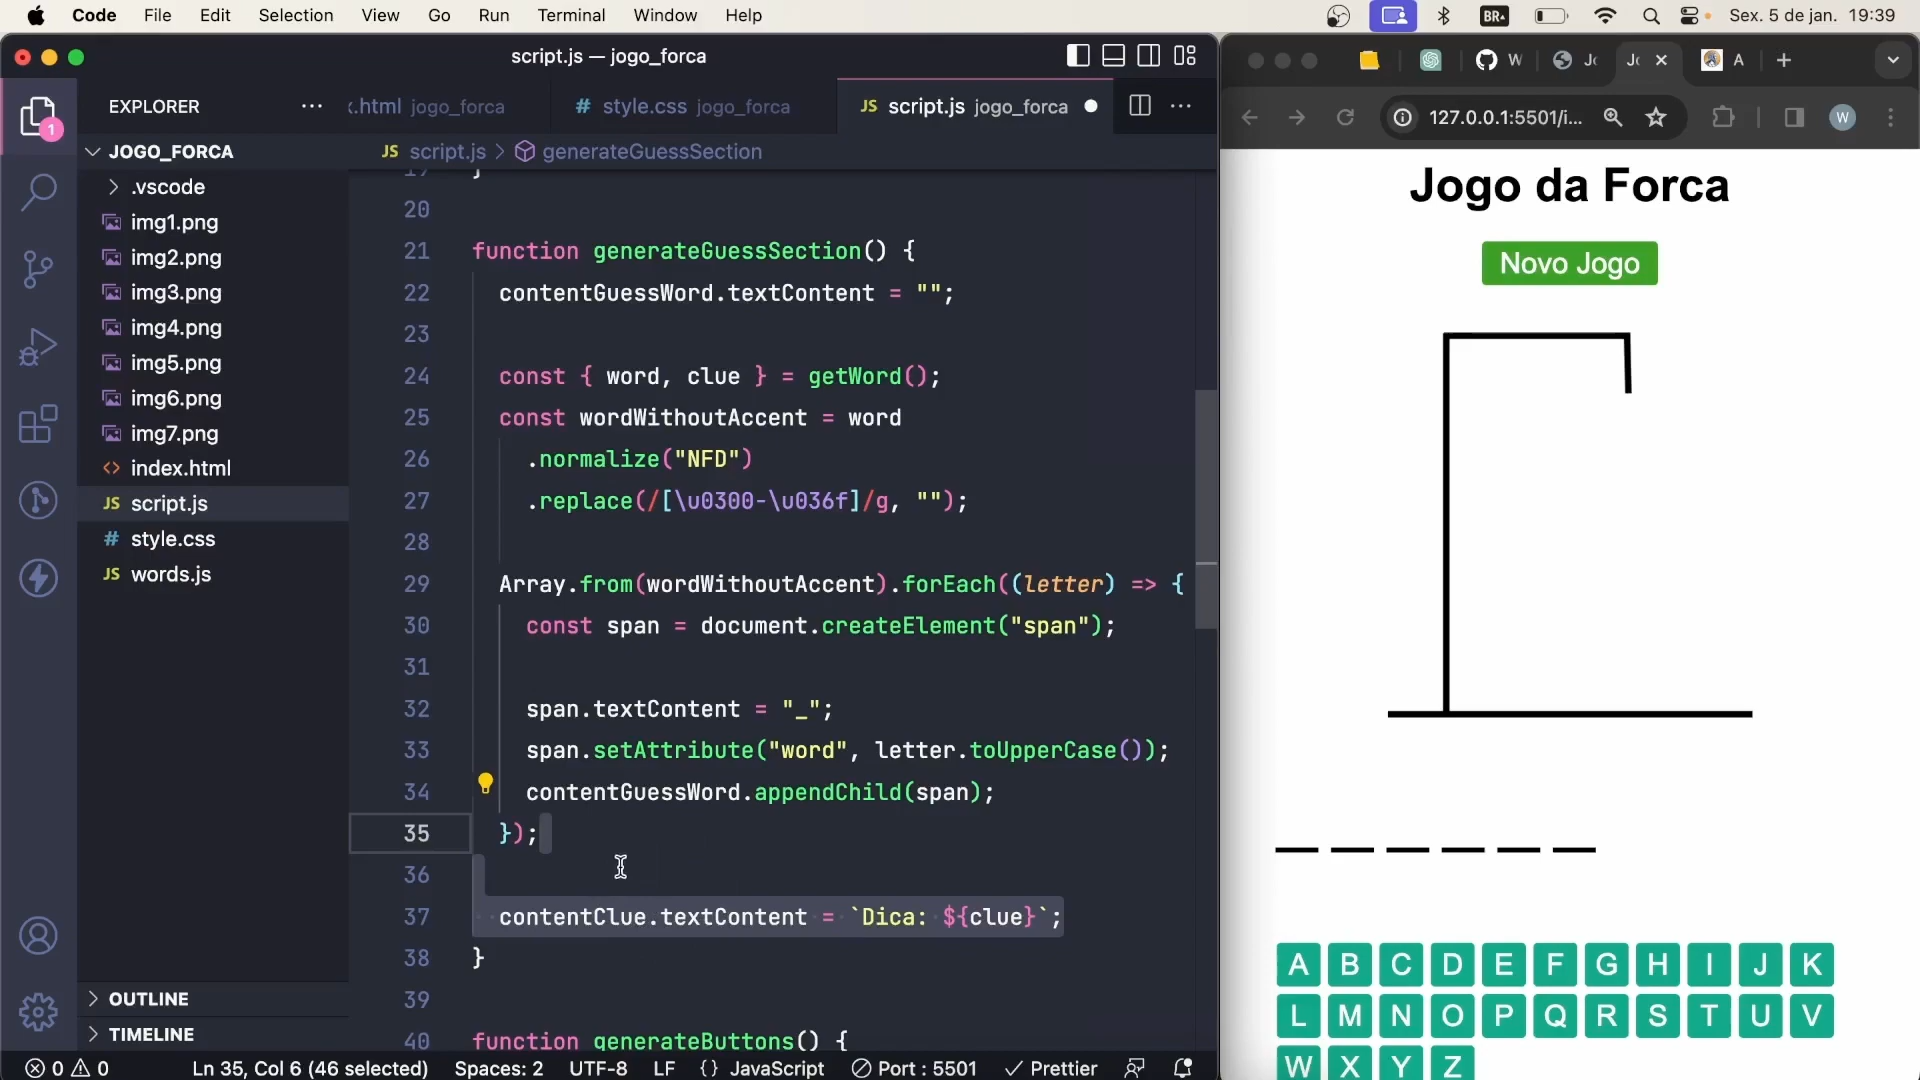 Code File Edit Selection View Go Run Terminal Window Help
BR
Sex. 5 de jan. 19:39
script.js — jogo_forca
EXPLORER
1
JOGO_FORCA
.vscode
img1.png
img2.png
img3.png
img4.png
img5.png
img6.png
img7.png
<> index.html
JS script.js
# style.css
JS words.js
OUTLINE
TIMELINE
.html jogo_forca
# style.css jogo_forca
JS script.js jogo_forca
JS script.js > generateGuessSection
19 }
20
21 function generateGuessSection() {
22 contentGuessWord.textContent = "";
23
24 const { word, clue } = getWord();
25 const wordWithoutAccent = word
26 .normalize("NFD")
27 .replace(/[\u0300-\u036f]/g, "");
28
29 Array.from(wordWithoutAccent).forEach((letter) => {
30 const span = document.createElement("span");
31
32 span.textContent = "_";
33 span.setAttribute("word", letter.toUpperCase());
34 contentGuessWord.appendChild(span);
35 });
36
37 contentClue.textContent = `Dica: ${clue}`;
38 }
39
40 function generateButtons() {
0 0 Ln 35, Col 6 (46 selected) Spaces: 2 UTF-8 LF {} JavaScript Port : 5501 Prettier
W
A
127.0.0.1:5501/i...
W
Jogo da Forca
Novo Jogo
_ _ _ _ _ _
A B C D E F G H I J K
L M N O P Q R S T U V
W X Y Z